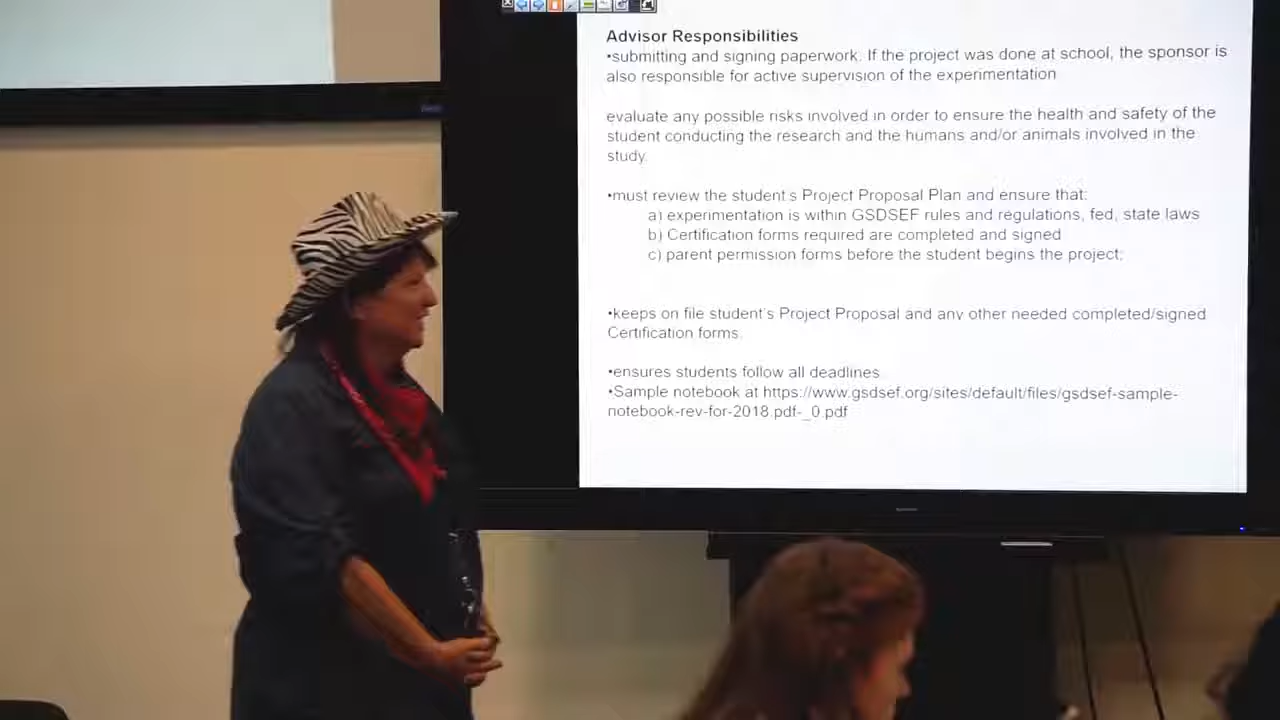 Advisor Responsibilities
•submitting and signing paperwork. If the project was done at school, the sponsor is
also responsible for active supervision of the experimentation
evaluate any possible risks involved in order to ensure the health and safety of the
student conducting the research and the humans and/or animals involved in the
study.
•must review the student's Project Proposal Plan and ensure that:
a) experimentation is within GSDSEF rules and regulations, fed, state laws
b) Certification forms required are completed and signed
c) parent permission forms before the student begins the project;
•keeps on file student's Project Proposal and any other needed completed/signed
Certification forms.
•ensures students follow all deadlines
•Sample notebook at https://www.gsdsef.org/sites/default/files/gsdsef-sample-
notebook-rev-for-2018.pdf-_0.pdf